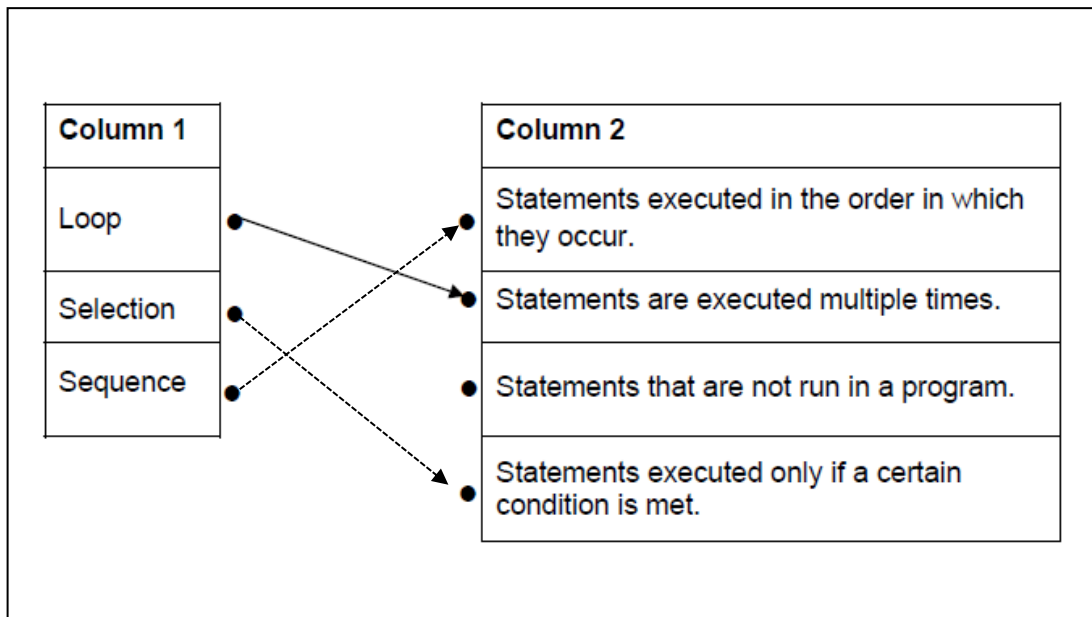 Column 1
Loop
Selection
Sequence
Column 2
Statements executed in the order in which
they occur.
Statements are executed multiple times.
Statements that are not run in a program.
Statements executed only if a certain
condition is met.